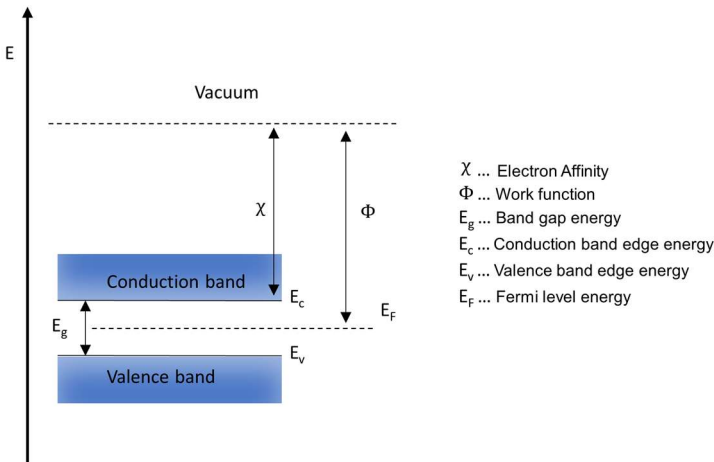 E
Vacuum
χ
Φ
Conduction band
E_c
E_F
E_g
E_v
Valence band
χ ... Electron Affinity
Φ ... Work function
E_g ... Band gap energy
E_c ... Conduction band edge energy
E_v ... Valence band edge energy
E_F ... Fermi level energy